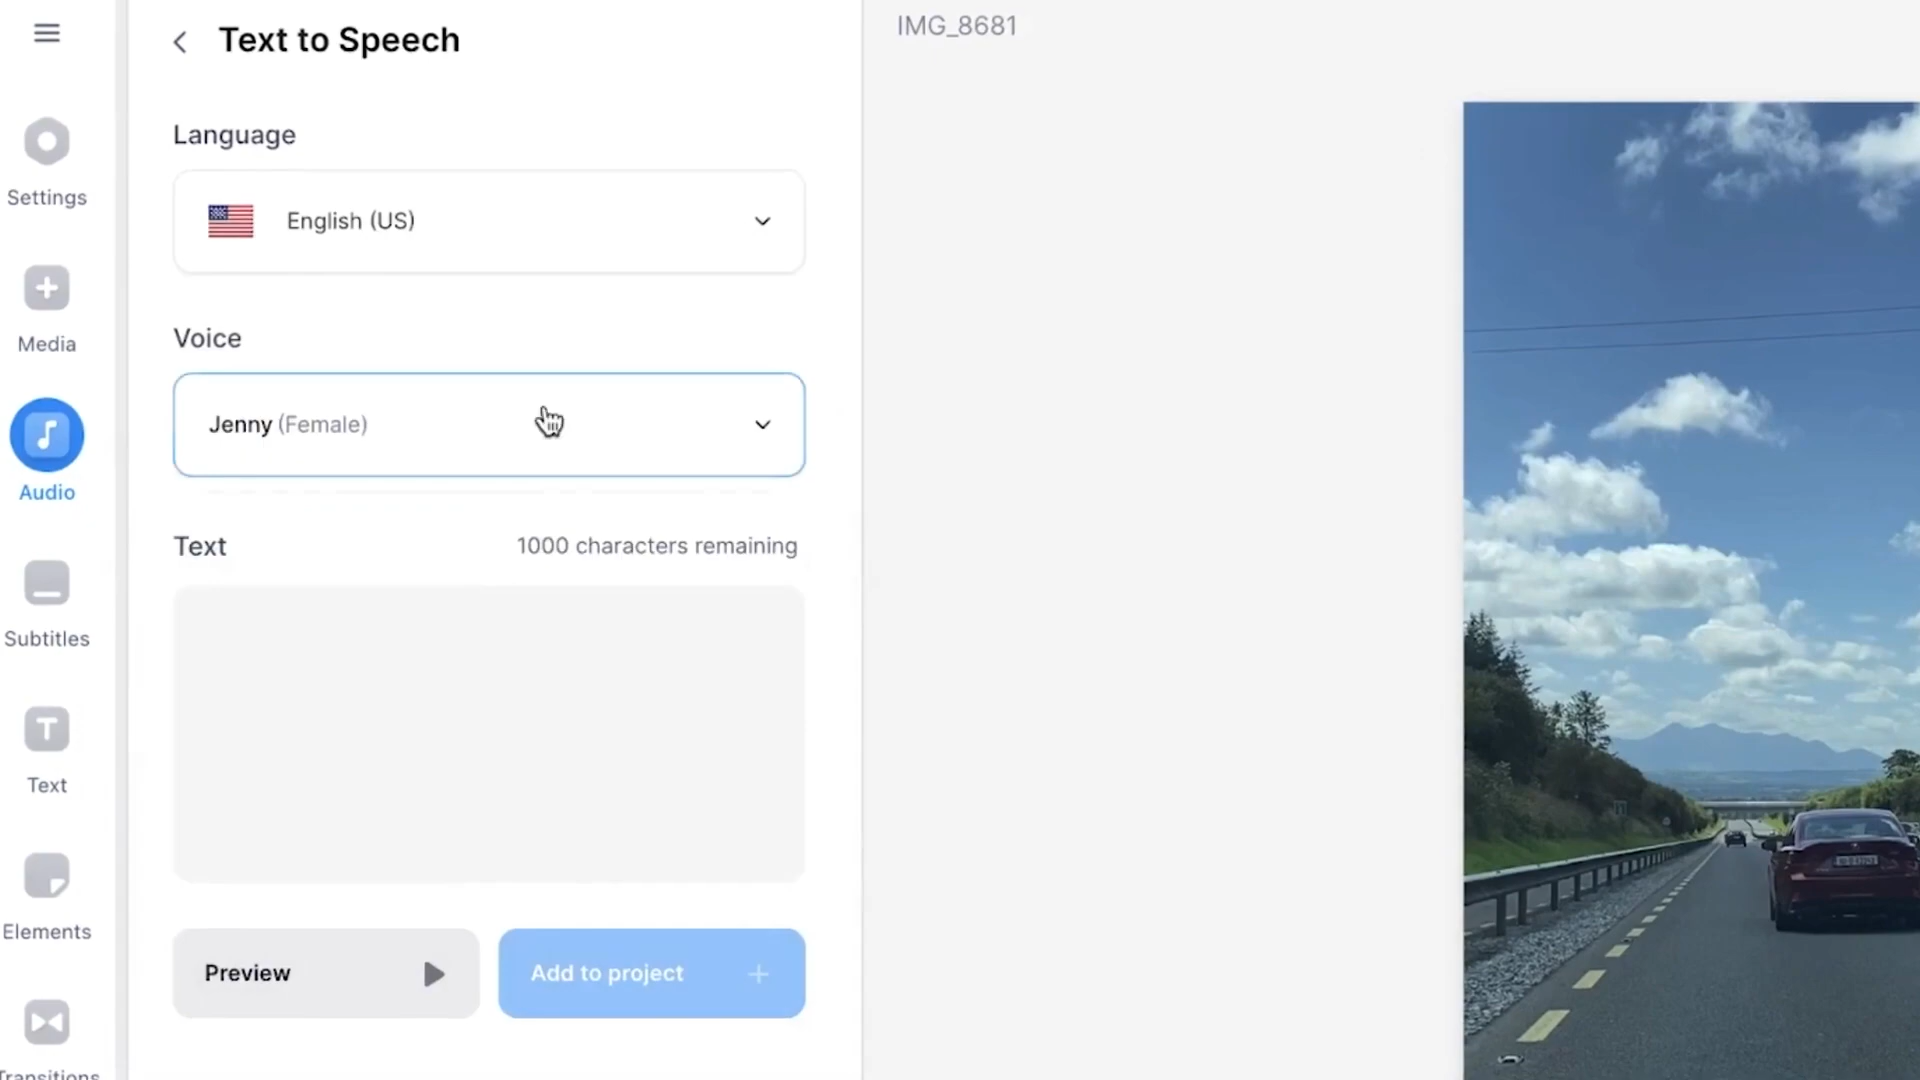 Text to Speech
IMG_8681
Language
Settings
English (US)
Media
Voice
Jenny (Female)
Audio
Text
1000 characters remaining
Subtitles
Text
Elements
Preview
Add to project
Transitions